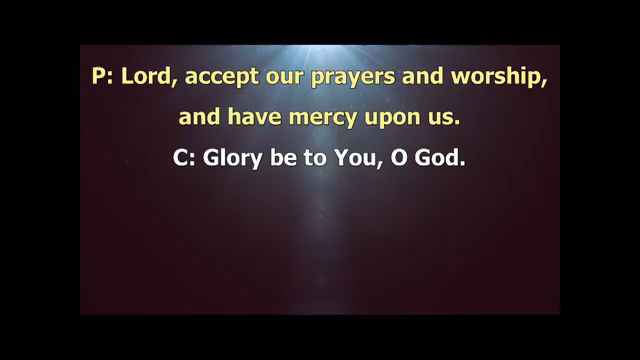 P: Lord, accept our prayers and worship,
and have mercy upon us.
C: Glory be to You, O God.